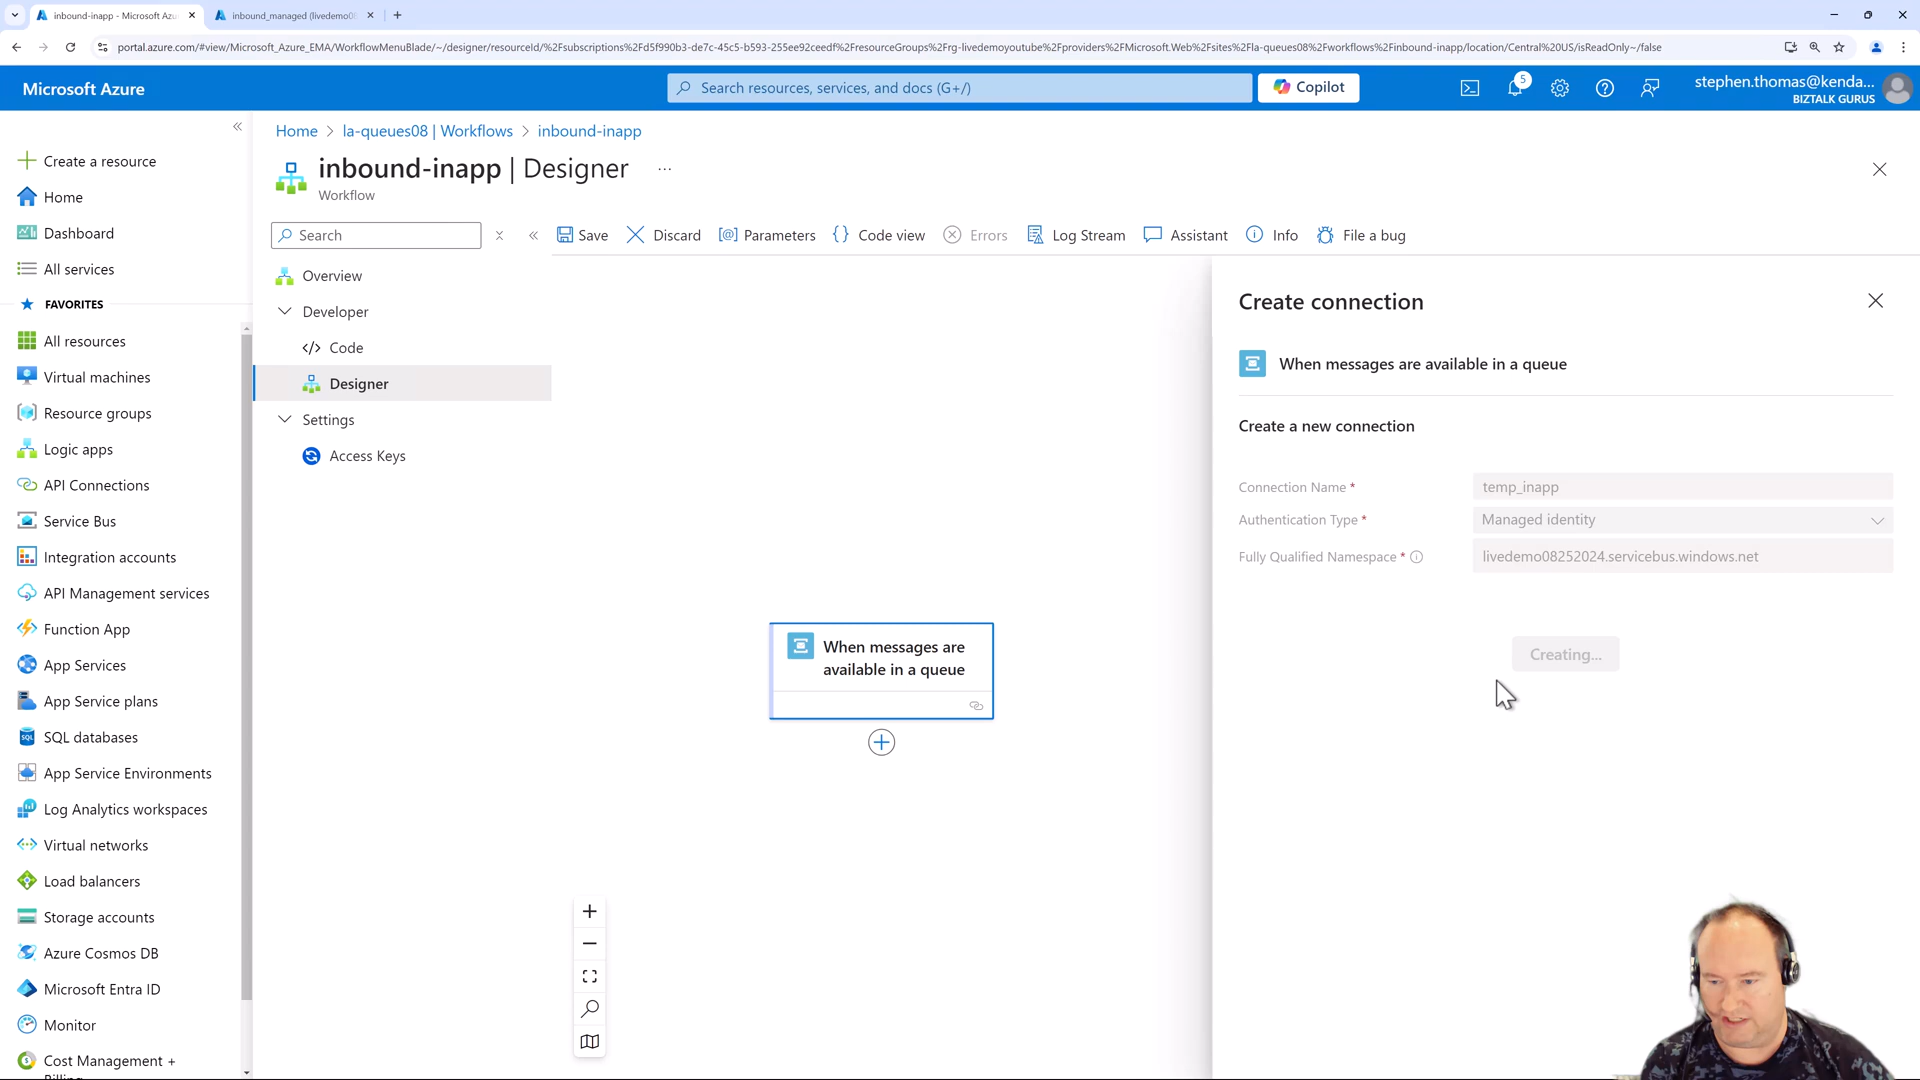 inbound-inapp - Microsoft Azu
inbound_managed (livedemo08
portal.azure.com/#view/Microsoft_Azure_EMA/WorkflowMenuBlade/~/designer/resourceId/%2Fsubscriptions%2Fd5f990b3-de7c-45c5-b593-255ee92ceedf%2FresourceGroups%2Frg-livedemoyoutube%2Fproviders%2FMicrosoft.Web%2Fsites%2Fla-queues08%2Fworkflows%2Finbound-inapp/location/Central%20US/isReadOnly~/false
Microsoft Azure
Search resources, services, and docs (G+/)
Copilot
5
stephen.thomas@kenda...
BIZTALK GURUS
Create a resource
Home
Dashboard
All services
FAVORITES
All resources
Virtual machines
Resource groups
Logic apps
API Connections
Service Bus
Integration accounts
API Management services
Function App
App Services
App Service plans
SQL databases
App Service Environments
Log Analytics workspaces
Virtual networks
Load balancers
Storage accounts
Azure Cosmos DB
Microsoft Entra ID
Monitor
Cost Management +
Billing
Home > la-queues08 | Workflows > inbound-inapp
inbound-inapp | Designer ...
Workflow
Search
Overview
Developer
Code
Designer
Settings
Access Keys
Save
Discard
Parameters
Code view
Errors
Log Stream
Assistant
Info
File a bug
When messages are
available in a queue
Create connection
When messages are available in a queue
Create a new connection
Connection Name *
temp_inapp
Authentication Type *
Managed identity
Fully Qualified Namespace *
livedemo08252024.servicebus.windows.net
Creating...